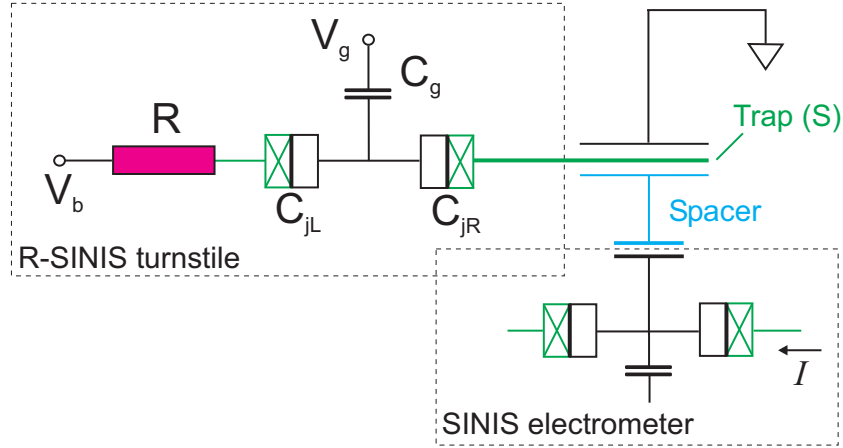 V_g
C_g
R
Trap (S)
V_b
C_jL
C_jR
Spacer
R-SINIS turnstile
I
SINIS electrometer